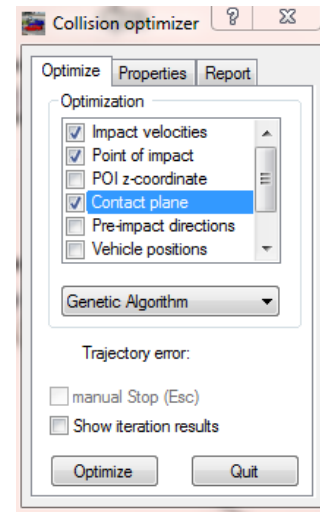 Collision optimizer
Optimize Properties Report
Optimization
Impact velocities
Point of impact
POI z-coordinate
Contact plane
Pre-impact directions
Vehicle positions
Genetic Algorithm
Trajectory error:
manual Stop (Esc)
Show iteration results
Optimize Quit